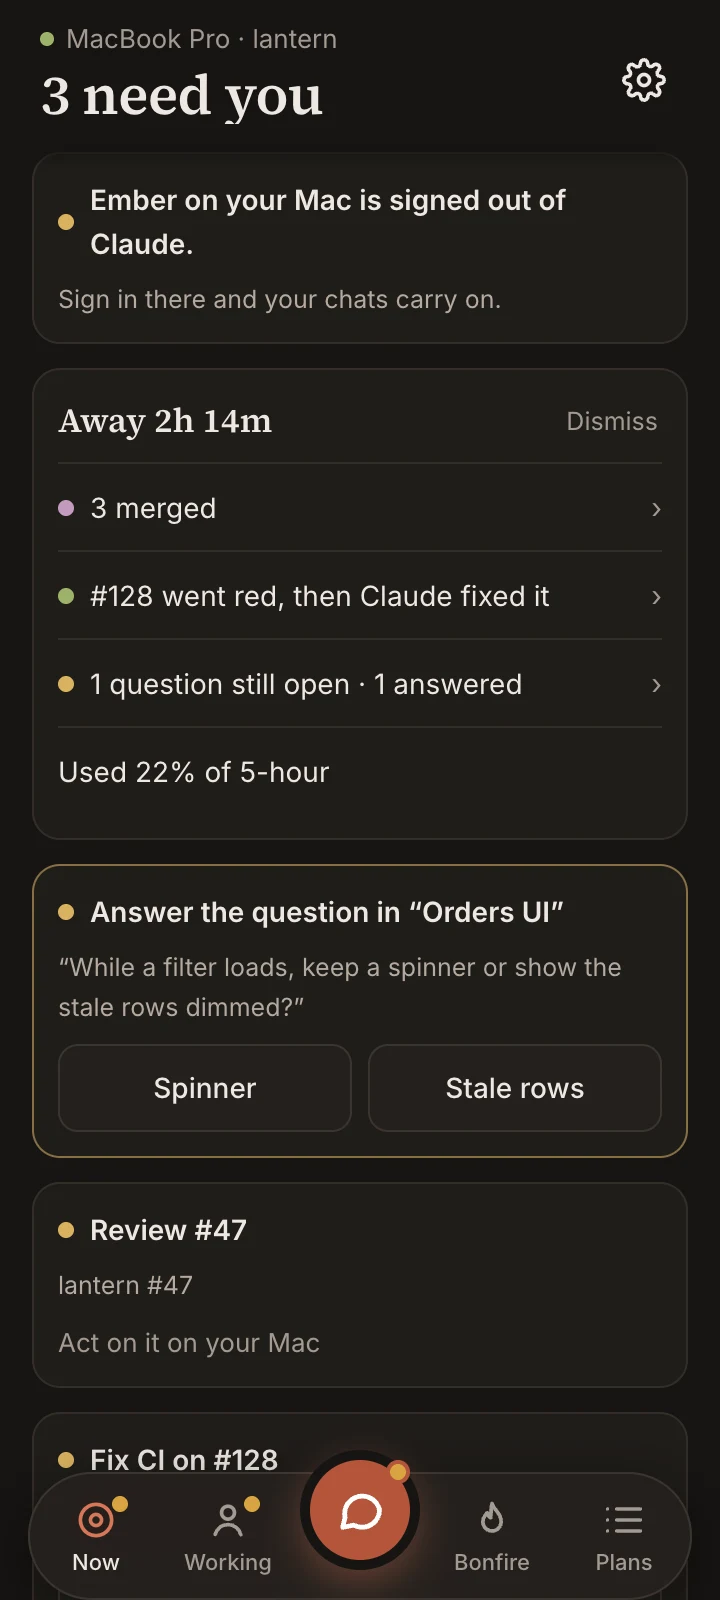 MacBook Pro · lantern
3 need you
Ember on your Mac is signed out of
Claude.
Sign in there and your chats carry on.
Away 2h 14m
Dismiss
3 merged
#128 went red, then Claude fixed it
1 question still open · 1 answered
Used 22% of 5-hour
Answer the question in “Orders UI”
“While a filter loads, keep a spinner or show the
stale rows dimmed?”
Spinner
Stale rows
Review #47
lantern #47
Act on it on your Mac
Fix CI on #128
Now
Working
Bonfire
Plans